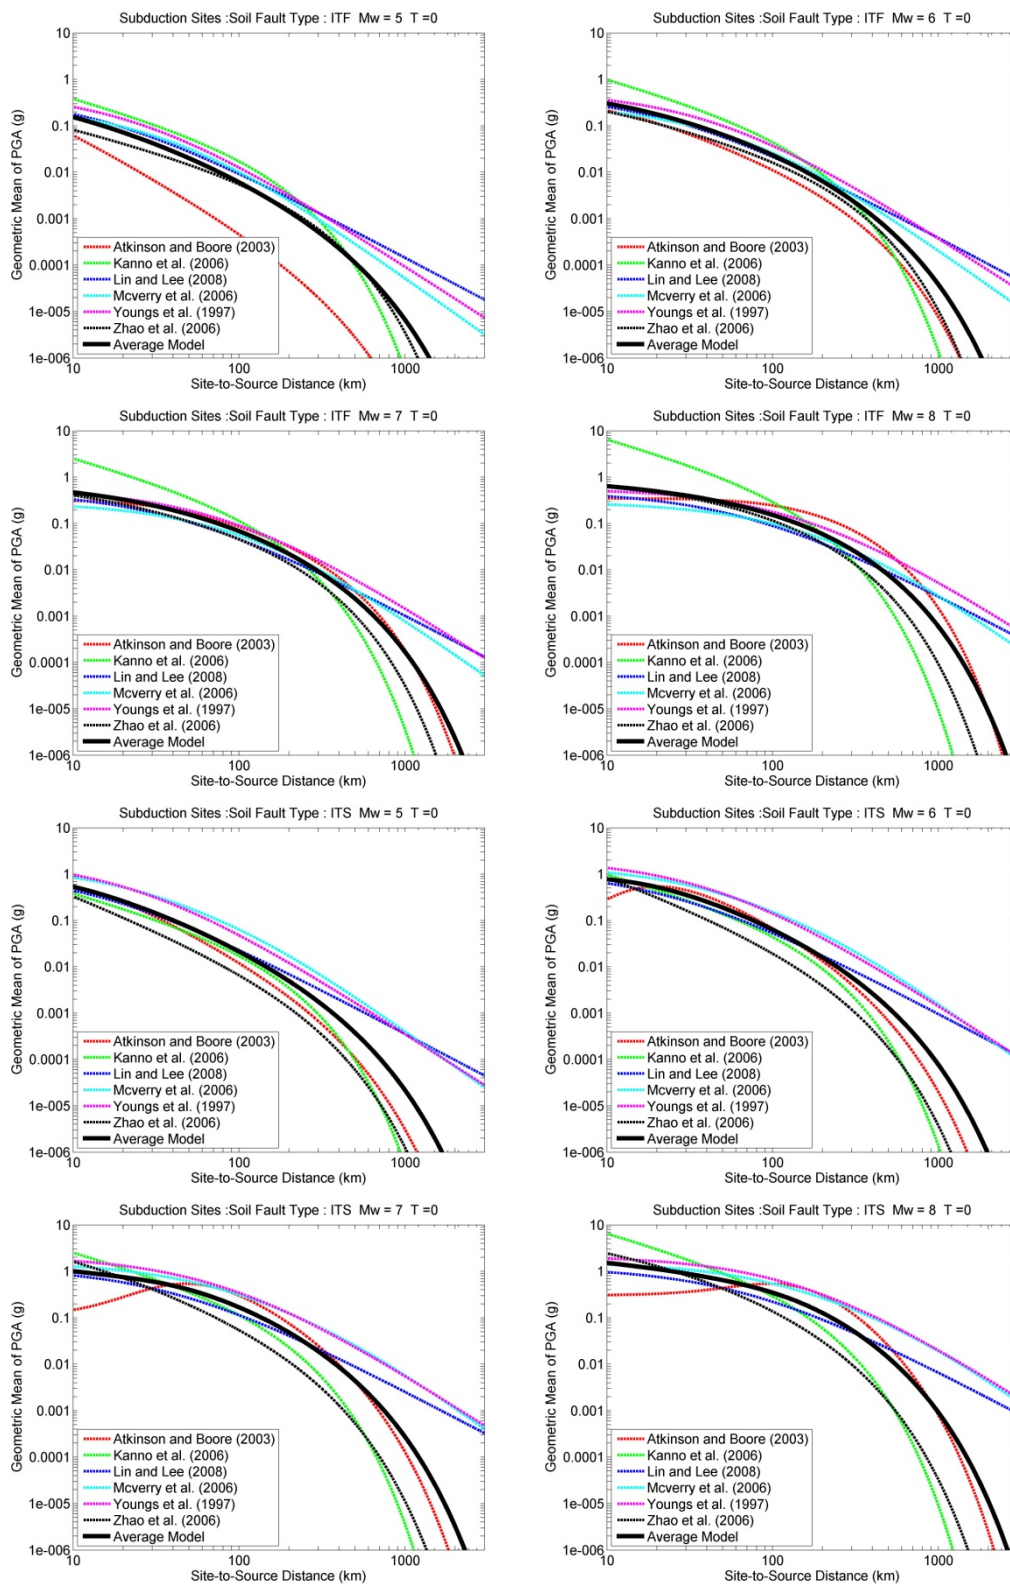 Subduction Sites :Soil Fault Type : ITF Mw = 5 T =0
10
1
0.1
0.01
0.001
0.0001
1e-005
1e-006
Geometric Mean of PGA (g)
Atkinson and Boore (2003)
Kanno et al. (2006)
Lin and Lee (2008)
Mcverry et al. (2006)
Youngs et al. (1997)
Zhao et al. (2006)
Average Model
10 100 1000
Site-to-Source Distance (km)
Subduction Sites :Soil Fault Type : ITF Mw = 6 T =0
10
1
0.1
0.01
0.001
0.0001
1e-005
1e-006
Geometric Mean of PGA (g)
Atkinson and Boore (2003)
Kanno et al. (2006)
Lin and Lee (2008)
Mcverry et al. (2006)
Youngs et al. (1997)
Zhao et al. (2006)
Average Model
10 100 1000
Site-to-Source Distance (km)
Subduction Sites :Soil Fault Type : ITF Mw = 7 T =0
10
1
0.1
0.01
0.001
0.0001
1e-005
1e-006
Geometric Mean of PGA (g)
Atkinson and Boore (2003)
Kanno et al. (2006)
Lin and Lee (2008)
Mcverry et al. (2006)
Youngs et al. (1997)
Zhao et al. (2006)
Average Model
10 100 1000
Site-to-Source Distance (km)
Subduction Sites :Soil Fault Type : ITF Mw = 8 T =0
10
1
0.1
0.01
0.001
0.0001
1e-005
1e-006
Geometric Mean of PGA (g)
Atkinson and Boore (2003)
Kanno et al. (2006)
Lin and Lee (2008)
Mcverry et al. (2006)
Youngs et al. (1997)
Zhao et al. (2006)
Average Model
10 100 1000
Site-to-Source Distance (km)
Subduction Sites :Soil Fault Type : ITS Mw = 5 T =0
10
1
0.1
0.01
0.001
0.0001
1e-005
1e-006
Geometric Mean of PGA (g)
Atkinson and Boore (2003)
Kanno et al. (2006)
Lin and Lee (2008)
Mcverry et al. (2006)
Youngs et al. (1997)
Zhao et al. (2006)
Average Model
10 100 1000
Site-to-Source Distance (km)
Subduction Sites :Soil Fault Type : ITS Mw = 6 T =0
10
1
0.1
0.01
0.001
0.0001
1e-005
1e-006
Geometric Mean of PGA (g)
Atkinson and Boore (2003)
Kanno et al. (2006)
Lin and Lee (2008)
Mcverry et al. (2006)
Youngs et al. (1997)
Zhao et al. (2006)
Average Model
10 100 1000
Site-to-Source Distance (km)
Subduction Sites :Soil Fault Type : ITS Mw = 7 T =0
10
1
0.1
0.01
0.001
0.0001
1e-005
1e-006
Geometric Mean of PGA (g)
Atkinson and Boore (2003)
Kanno et al. (2006)
Lin and Lee (2008)
Mcverry et al. (2006)
Youngs et al. (1997)
Zhao et al. (2006)
Average Model
10 100 1000
Site-to-Source Distance (km)
Subduction Sites :Soil Fault Type : ITS Mw = 8 T =0
10
1
0.1
0.01
0.001
0.0001
1e-005
1e-006
Geometric Mean of PGA (g)
Atkinson and Boore (2003)
Kanno et al. (2006)
Lin and Lee (2008)
Mcverry et al. (2006)
Youngs et al. (1997)
Zhao et al. (2006)
Average Model
10 100 1000
Site-to-Source Distance (km)